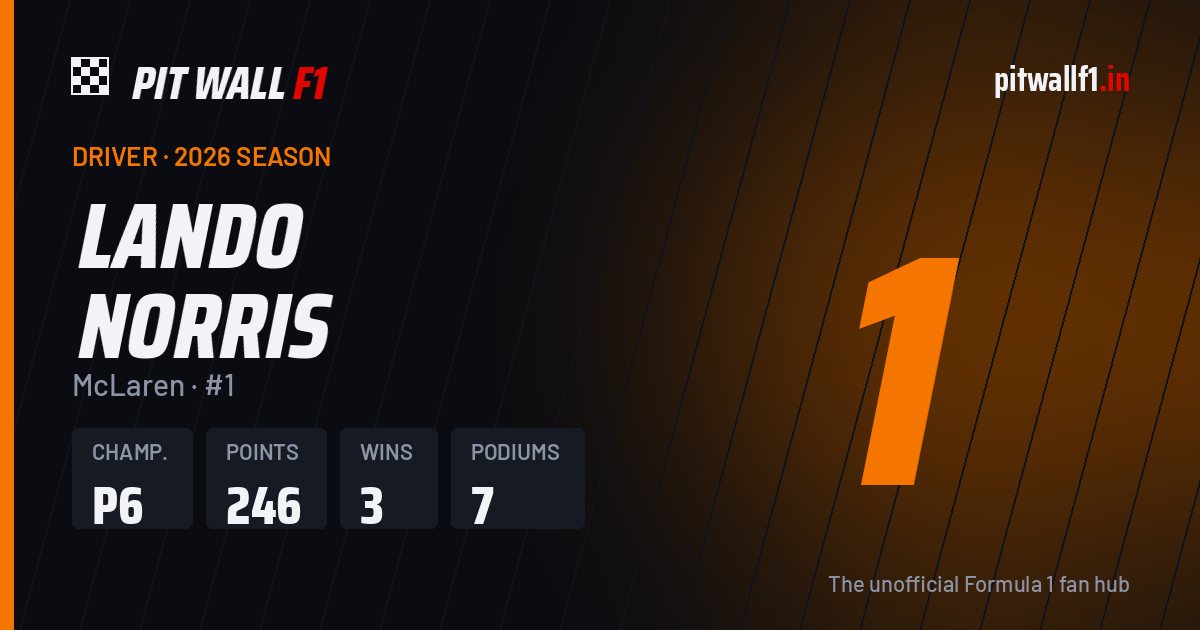 PIT WALL F1
pitwallf1.in
DRIVER · 2026 SEASON
LANDO
NORRIS
McLaren · #1
CHAMP. POINTS WINS PODIUMS
P6 246 3 7
1
The unofficial Formula 1 fan hub